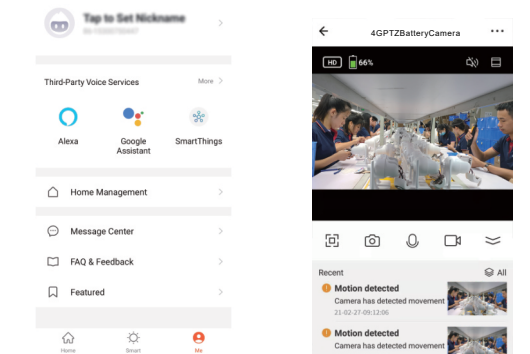 Tap to Set Nickname
Third-Party Voice Services
More
Alexa
Google
Assistant
SmartThings
Home Management
Message Center
FAQ & Feedback
Featured
Home
Smart
Me
4GPTZBatteryCamera
HD
66%
Recent
All
Motion detected
Camera has detected movement
21-02-27-09:12:06
Motion detected
Camera has detected movement